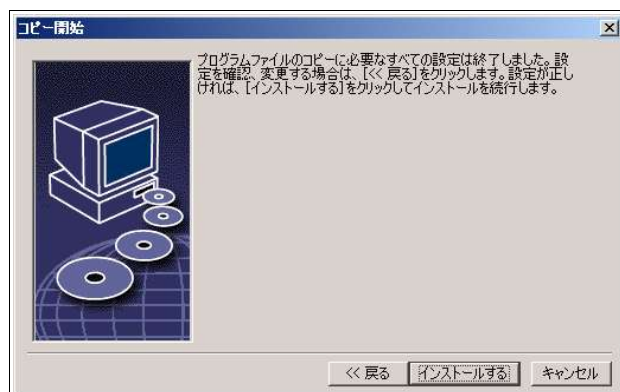 コピー開始
プログラムファイルのコピーに必要なすべての設定は終了しました。設
定を確認、変更する場合は、[<< 戻る]をクリックします。設定が正し
ければ、[インストールする]をクリックしてインストールを続行します。
<< 戻る
インストールする
キャンセル